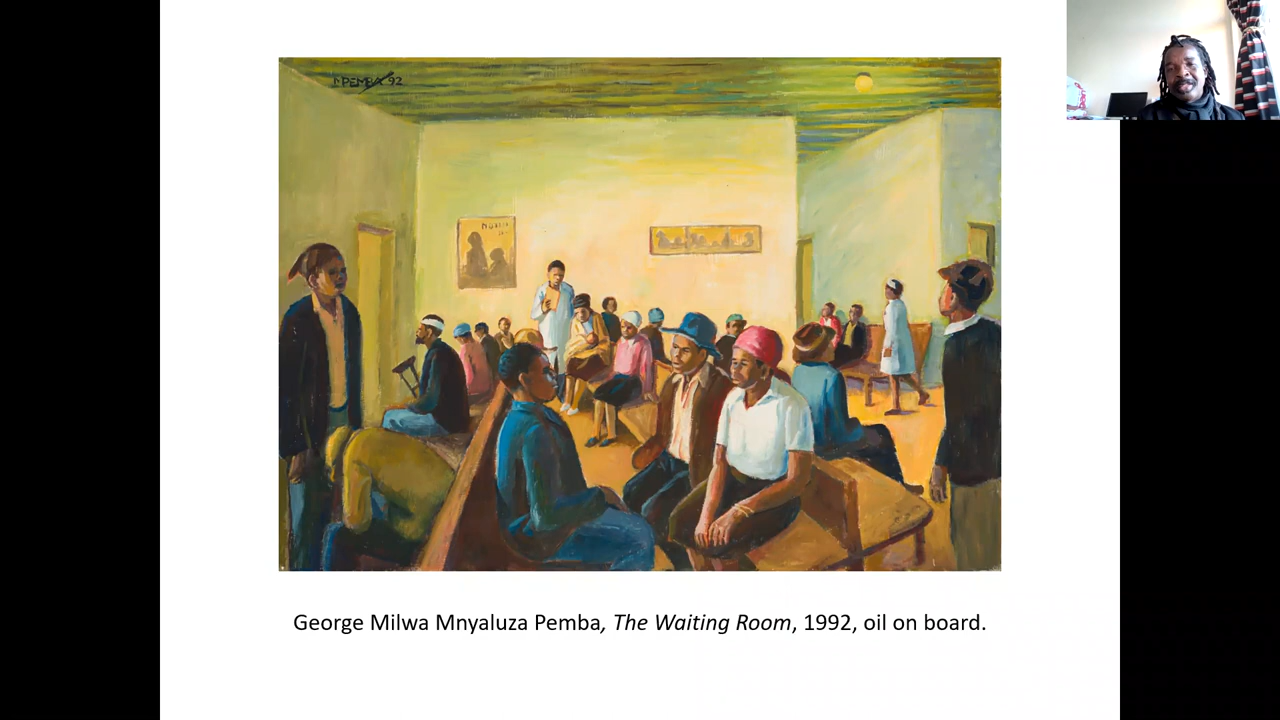 PEMBA 92
George Milwa Mnyaluza Pemba, The Waiting Room, 1992, oil on board.